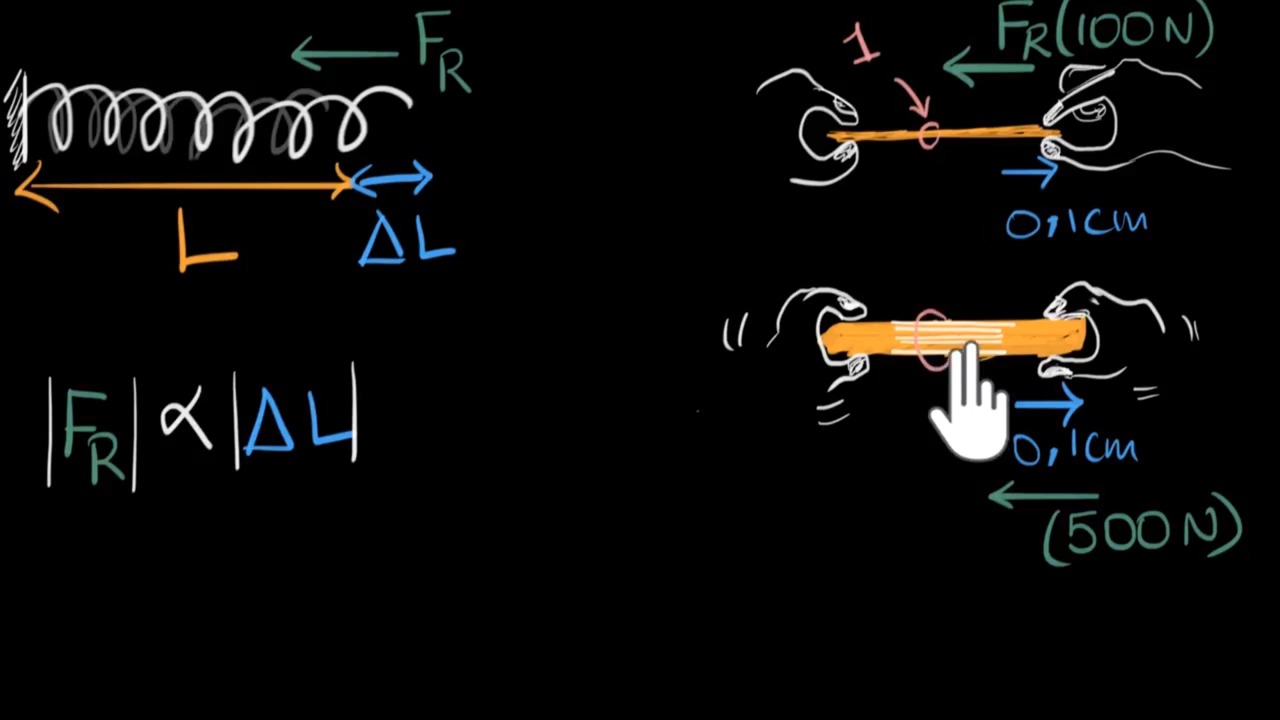 F_R
L
ΔL
|F_R| ∝ |ΔL|
1
F_R (100 N)
0,1cm
0,1cm
(500 N)